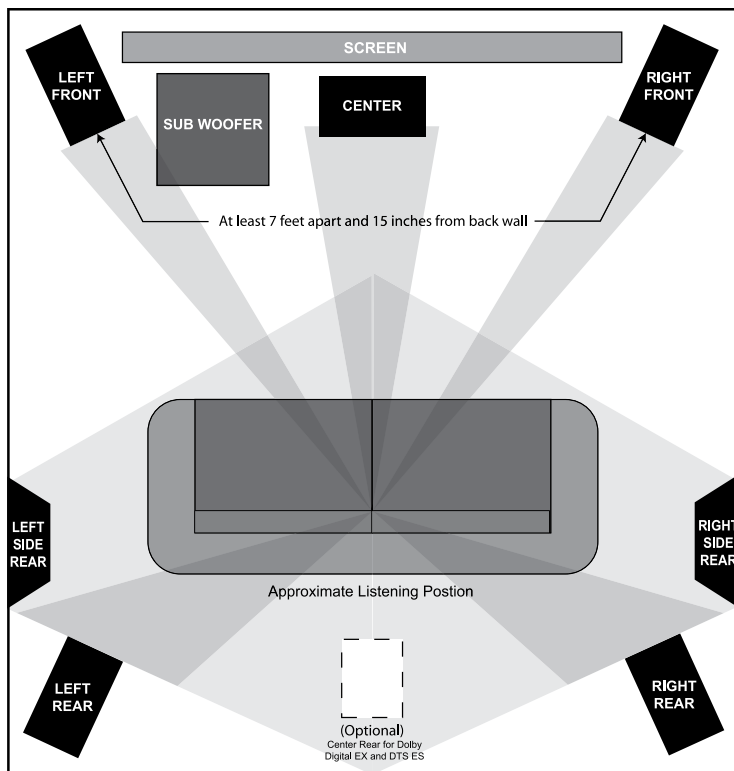 SCREEN
LEFT
FRONT
SUB WOOFER
CENTER
RIGHT
FRONT
At least 7 feet apart and 15 inches from back wall
LEFT
SIDE
REAR
RIGHT
SIDE
REAR
Approximate Listening Postion
LEFT
REAR
RIGHT
REAR
(Optional)
Center Rear for Dolby
Digital EX and DTS ES